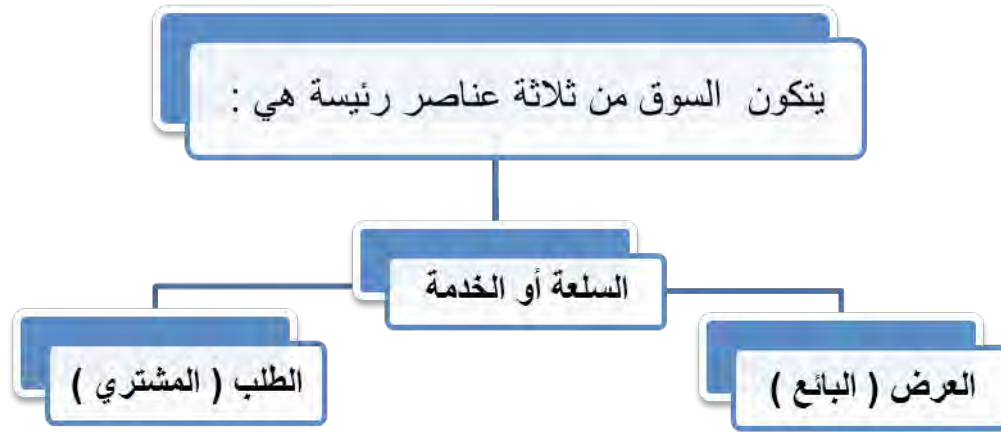 يتكون السوق من ثلاثة عناصر رئيسة هي :
السلعة أو الخدمة
العرض ( البائع )
الطلب ( المشتري )